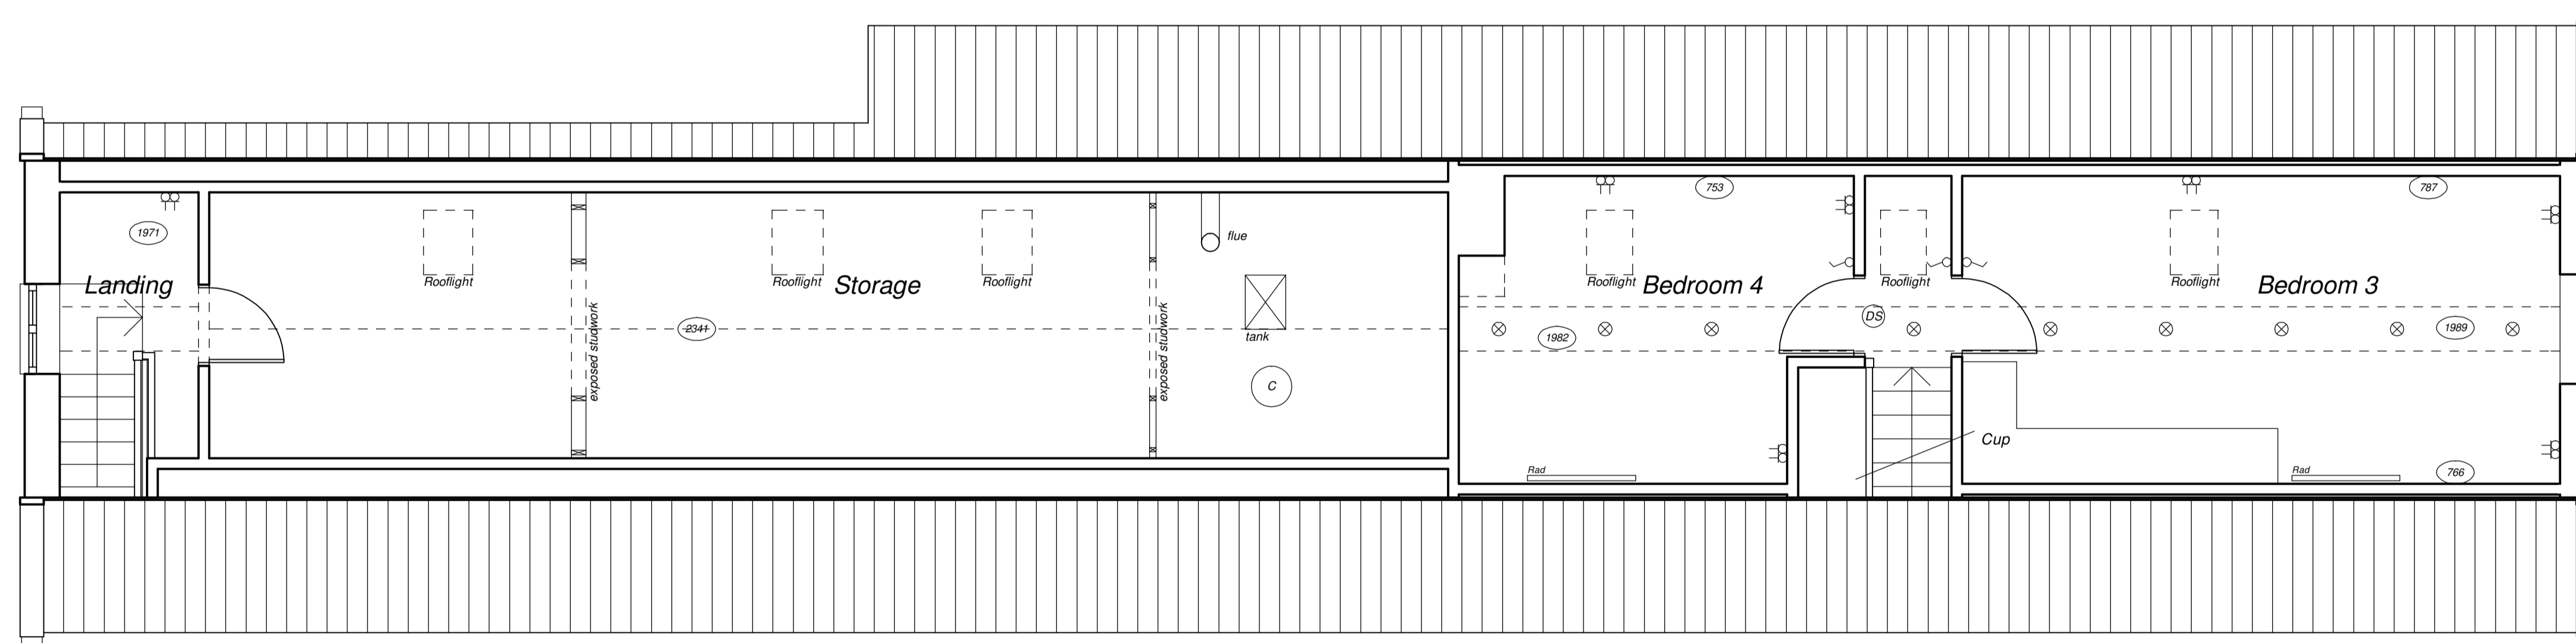 753
787
1971
flue
Landing
Rooflight
Rooflight
Storage
Rooflight
Rooflight
Bedroom 4
Rooflight
Rooflight
Bedroom 3
DS
2341
exposed studwork
exposed studwork
tank
1982
1989
C
Cup
Rad
Rad
766